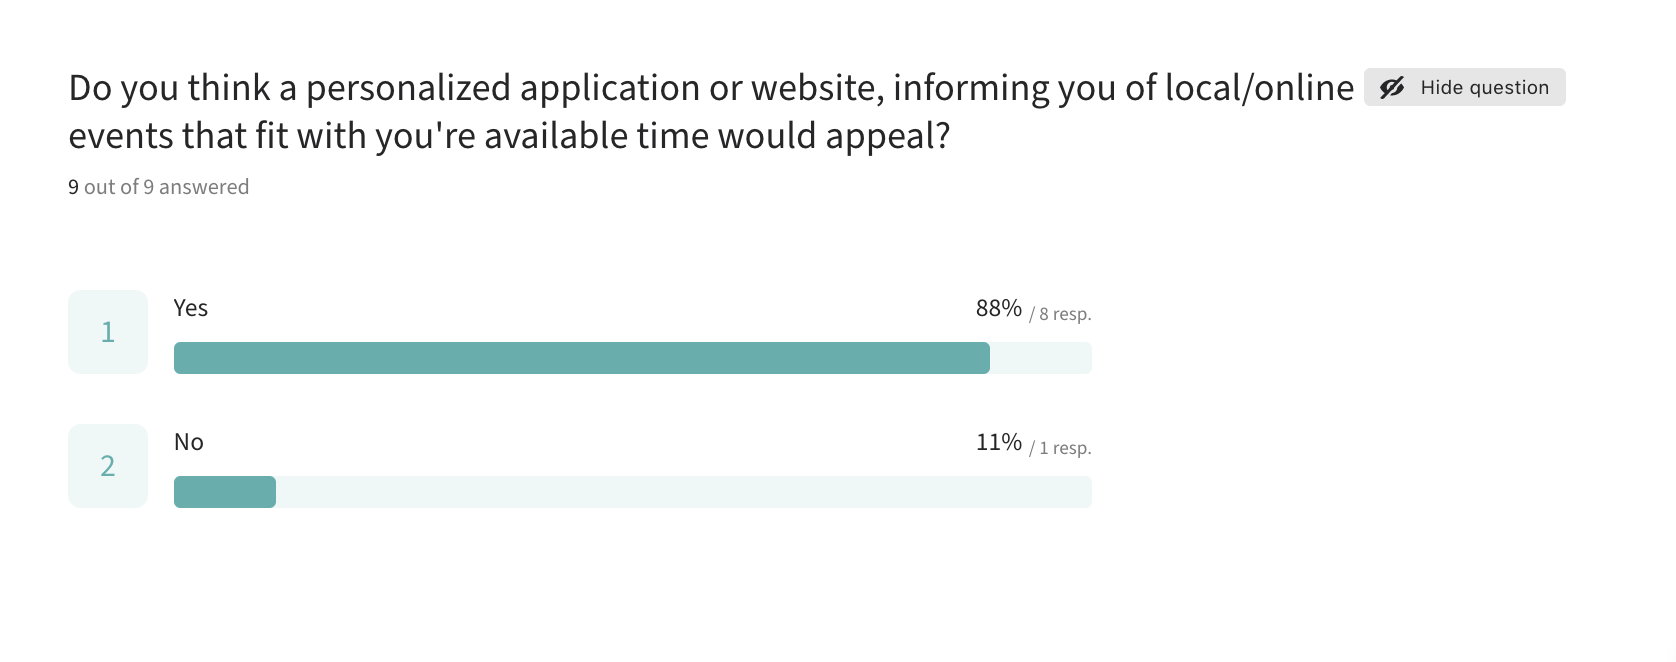 Do you think a personalized application or website, informing you of local/online
Hide question
events that fit with you're available time would appeal?
9 out of 9 answered
1
Yes
88% / 8 resp.
2
No
11% / 1 resp.